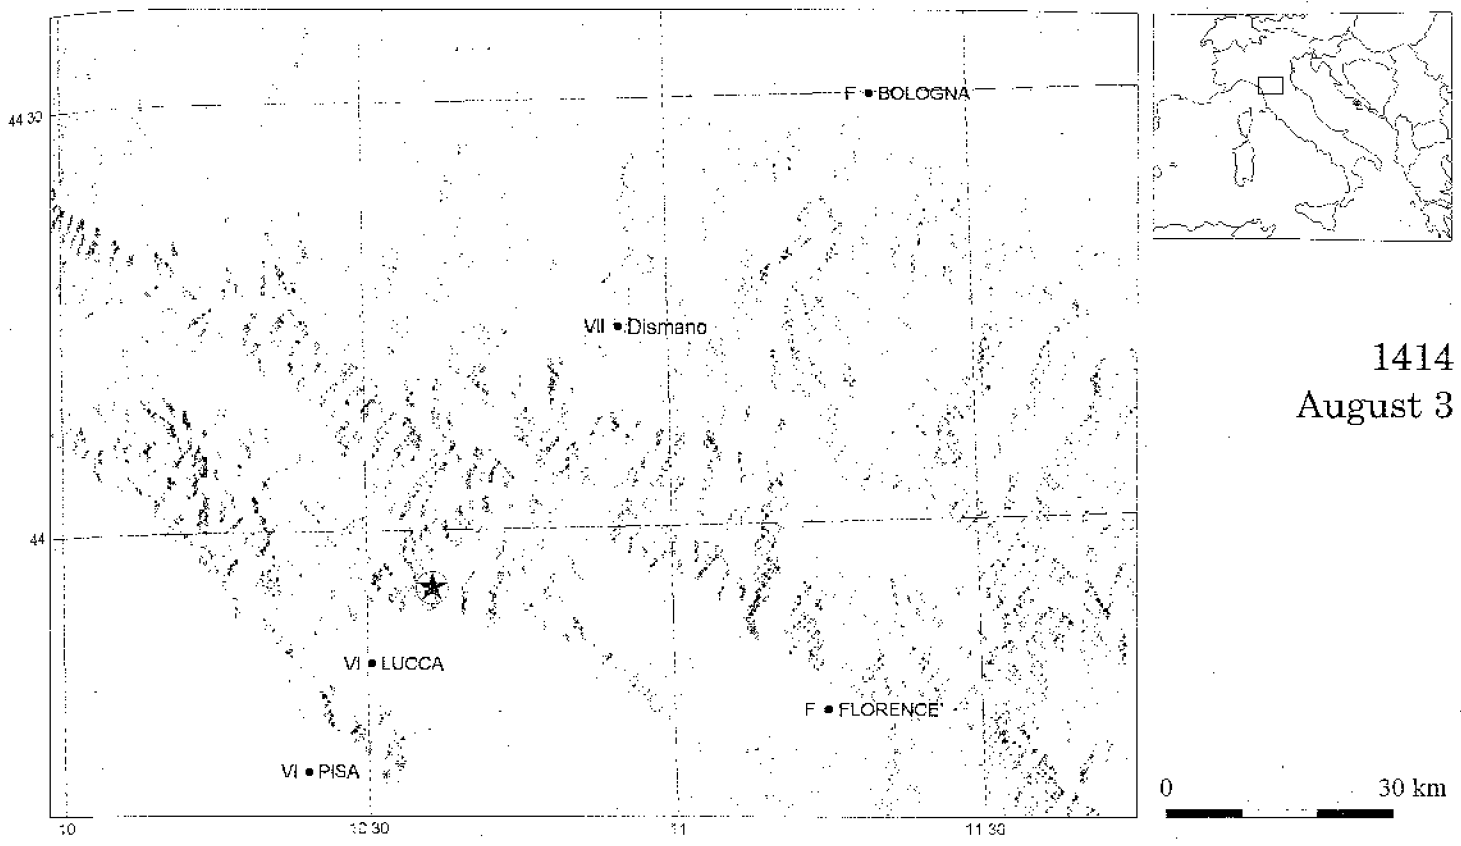 44 30
F BOLOGNA
VII Dismano
1414
August 3
44
VI LUCCA
F FLORENCE
VI PISA
0 30 km
10 10 30 11 11 30